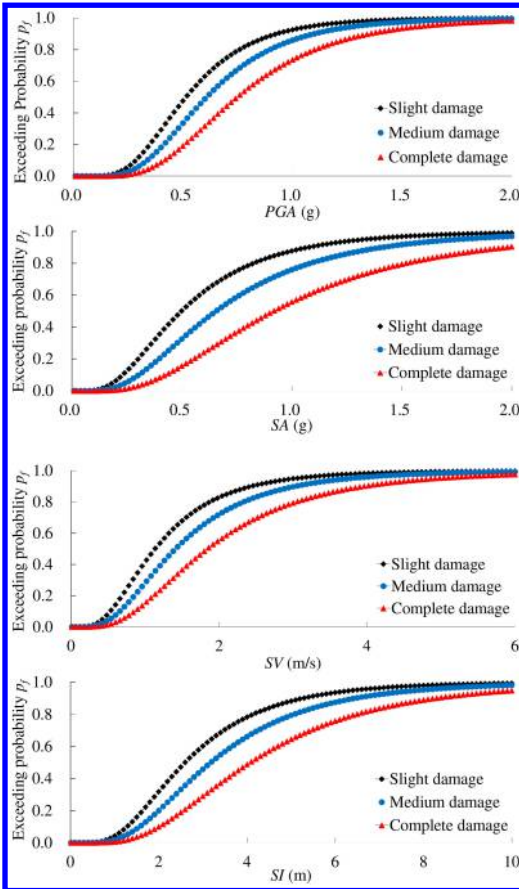 Exceeding Probability pf
1.0
0.8
0.6
0.4
0.2
0.0
Slight damage
Medium damage
Complete damage
0.0 0.5 1.0 1.5 2.0
PGA (g)
Exceeding probability pf
1.0
0.8
0.6
0.4
0.2
0.0
Slight damage
Medium damage
Complete damage
0.0 0.5 1.0 1.5 2.0
SA (g)
Exceeding probability pf
1.0
0.8
0.6
0.4
0.2
0.0
Slight damage
Medium damage
Complete damage
0 2 4 6
SV (m/s)
Exceeding probability pf
1.0
0.8
0.6
0.4
0.2
0.0
Slight damage
Medium damage
Complete damage
0 2 4 6 8 10
SI (m)